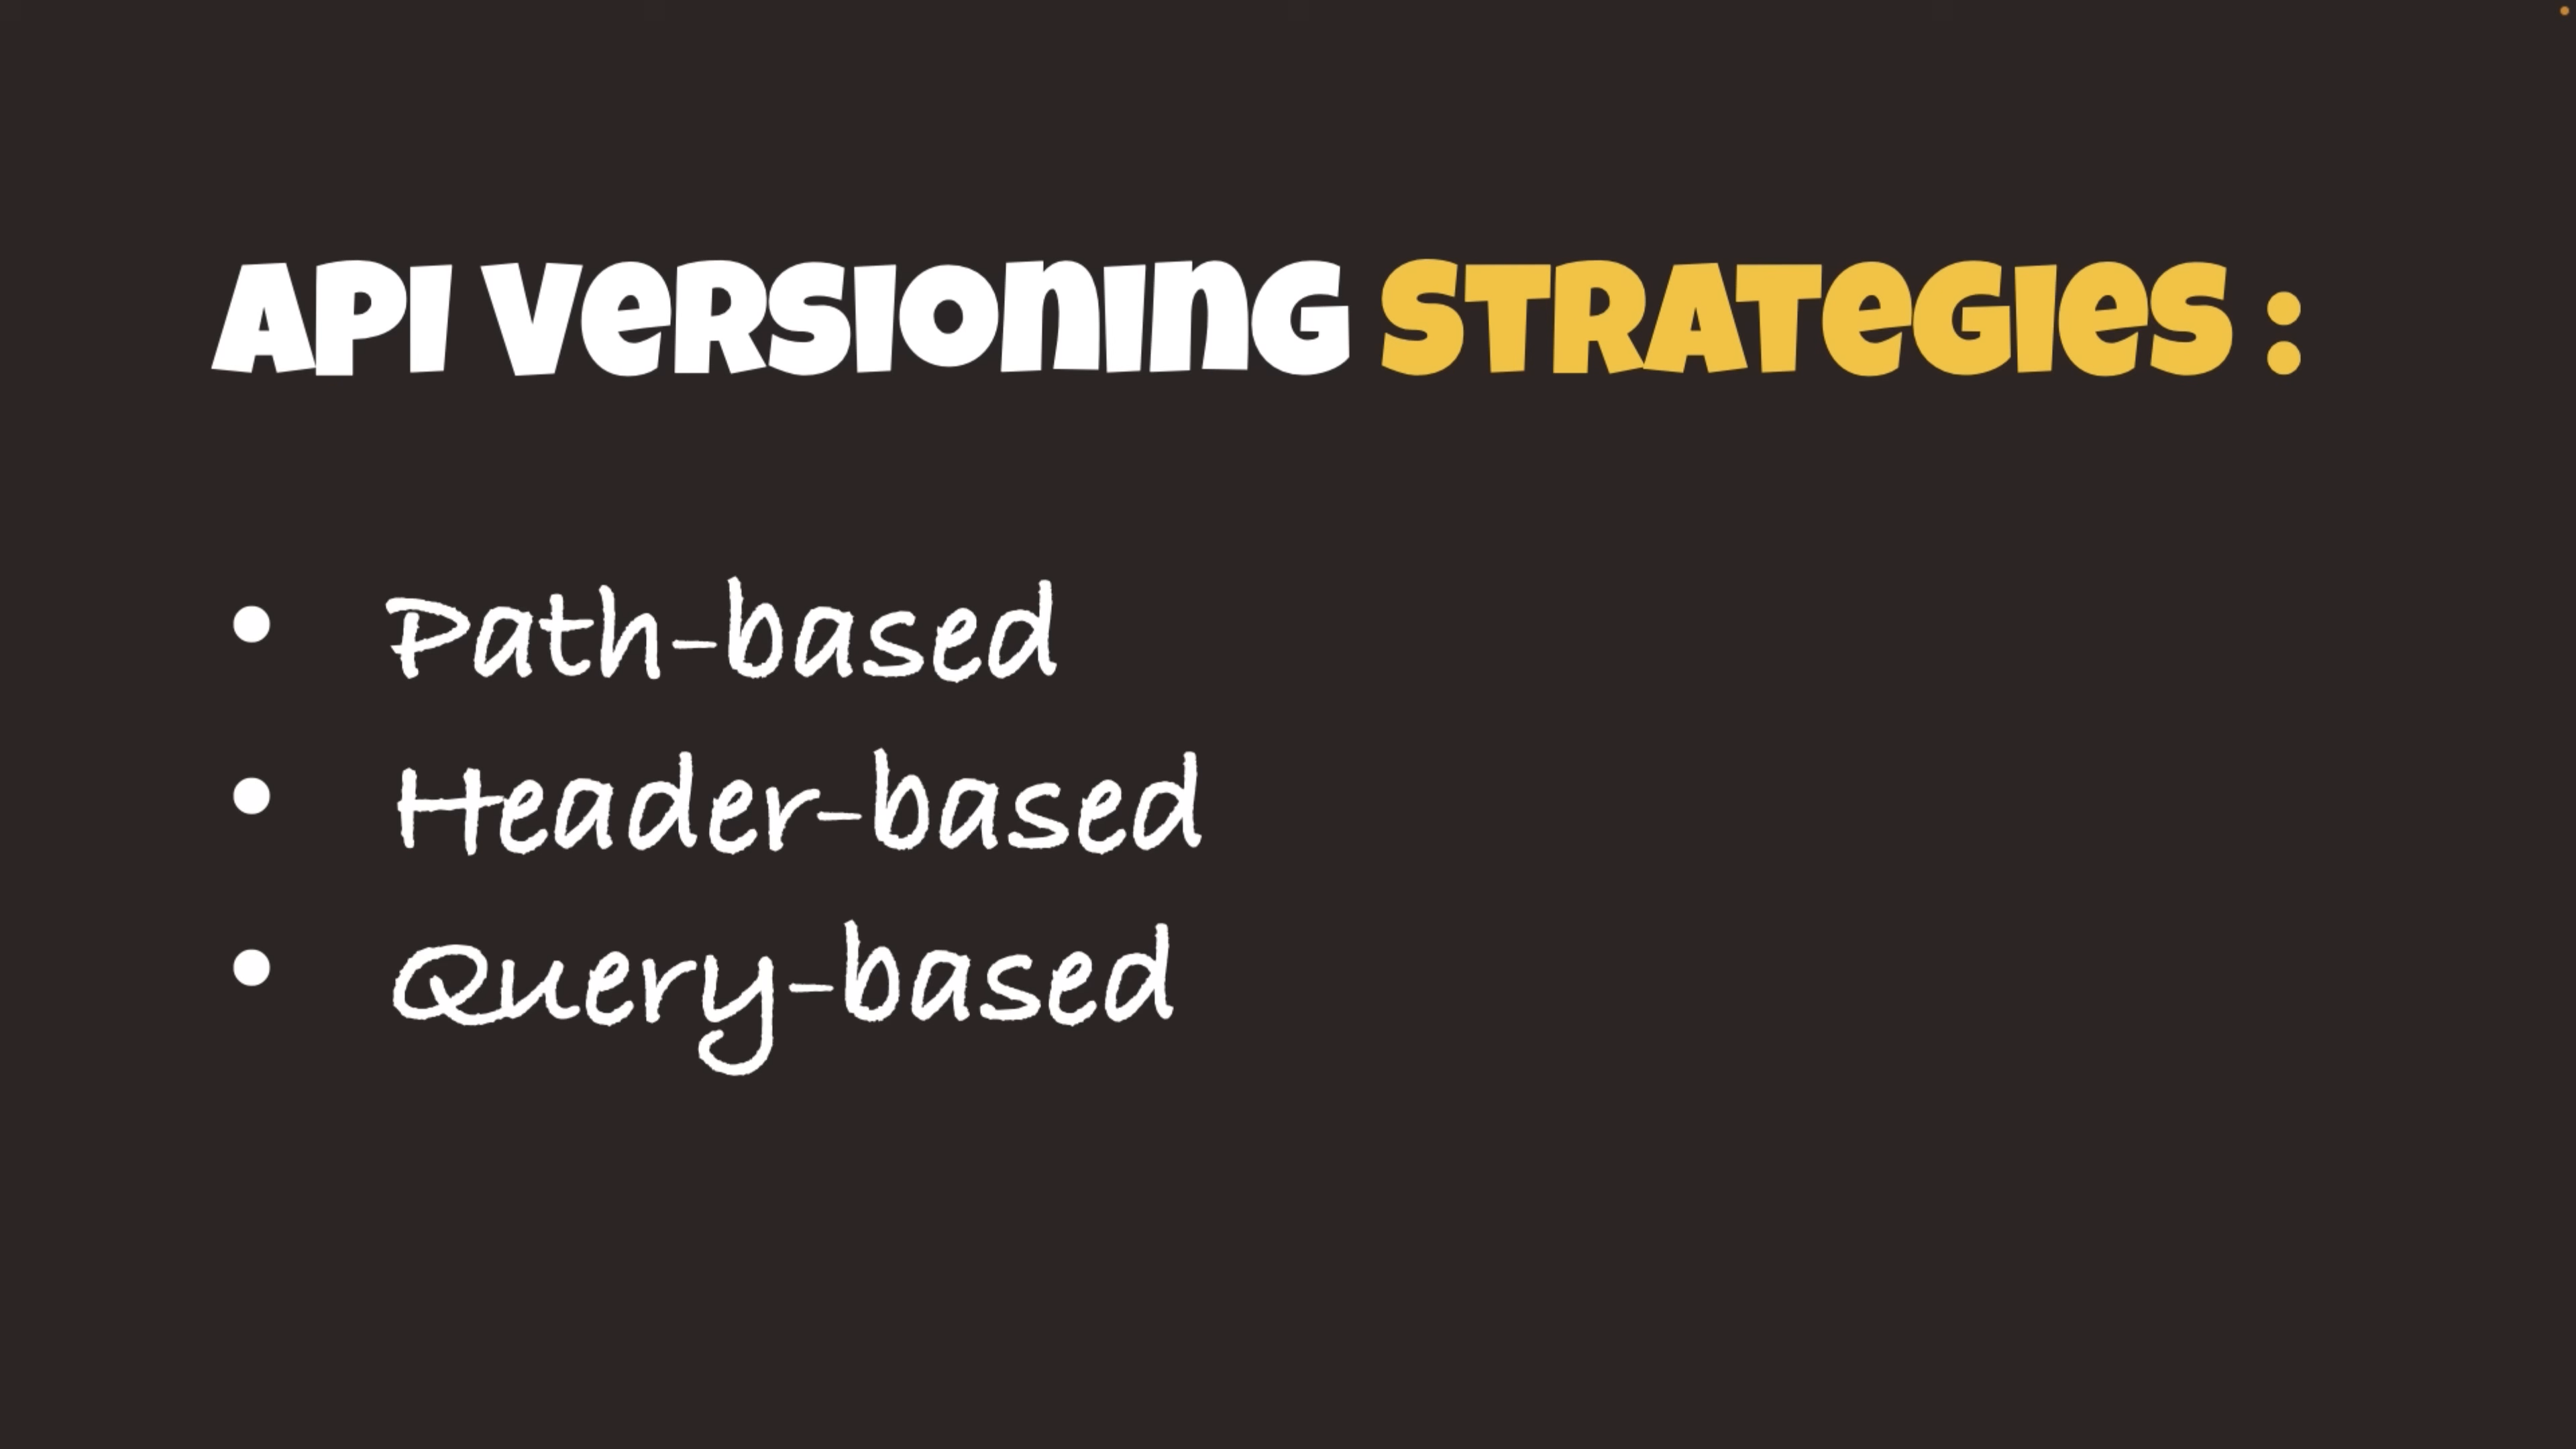 API Versioning Strategies :
• Path-based
• Header-based
• Query-based